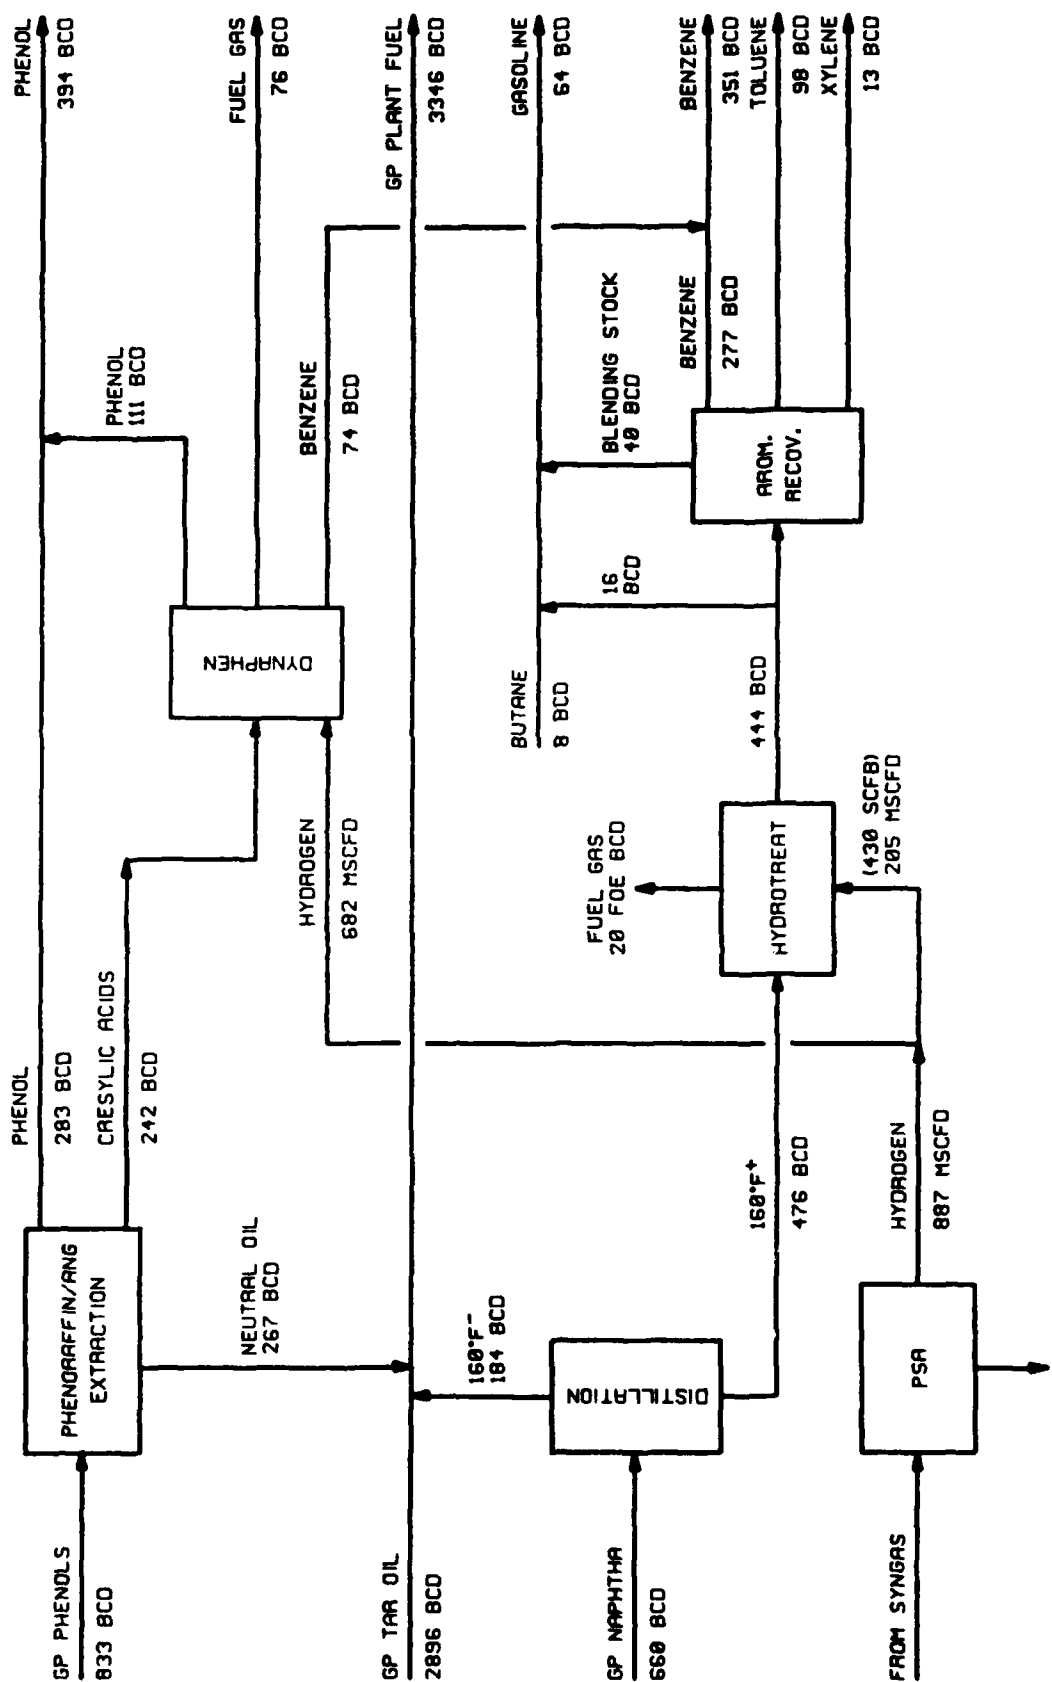 GP PHENOLS
833 BCD
PHENORAFFIN/ANG
EXTRACTION
PHENOL
283 BCD
CRESYLIC ACIDS
242 BCD
NEUTRAL OIL
267 BCD
PHENOL
111 BCD
PHENOL
394 BCD
DYNAPHEN
FUEL GAS
76 BCD
HYDROGEN
682 MSCFD
BENZENE
74 BCD
GP TAR OIL
2896 BCD
GP PLANT FUEL
3346 BCD
160°F-
184 BCD
GP NAPHTHA
660 BCD
DISTILLATION
160°F+
476 BCD
FUEL GAS
20 FOE BCD
HYDROTREAT
(430 SCFB)
205 MSCFD
444 BCD
BUTANE
8 BCD
16
BCD
BLENDING STOCK
40 BCD
GASOLINE
64 BCD
AROM.
RECOV.
BENZENE
277 BCD
BENZENE
351 BCD
TOLUENE
98 BCD
XYLENE
13 BCD
FROM SYNGAS
PSA
HYDROGEN
887 MSCFD